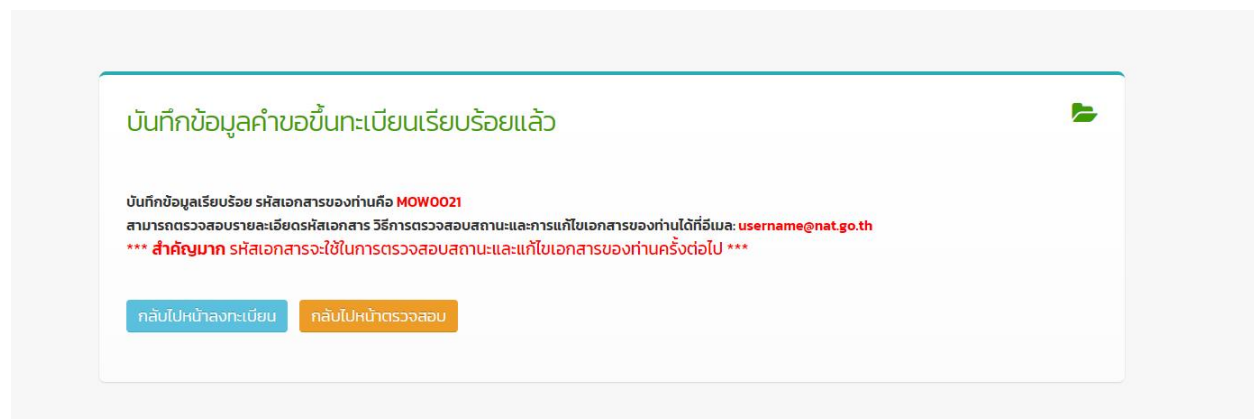 บันทึกข้อมูลคำขอขึ้นทะเบียนเรียบร้อยแล้ว
บันทึกข้อมูลเรียบร้อย รหัสเอกสารของท่านคือ MOW0021
สามารถตรวจสอบรายละเอียดรหัสเอกสาร วิธีการตรวจสอบสถานะและการแก้ไขเอกสารของท่านได้ที่อีเมล: username@nat.go.th
*** สำคัญมาก รหัสเอกสารจะใช้ในการตรวจสอบสถานะและแก้ไขเอกสารของท่านครั้งต่อไป ***
กลับไปหน้าลงทะเบียน กลับไปหน้าตรวจสอบ